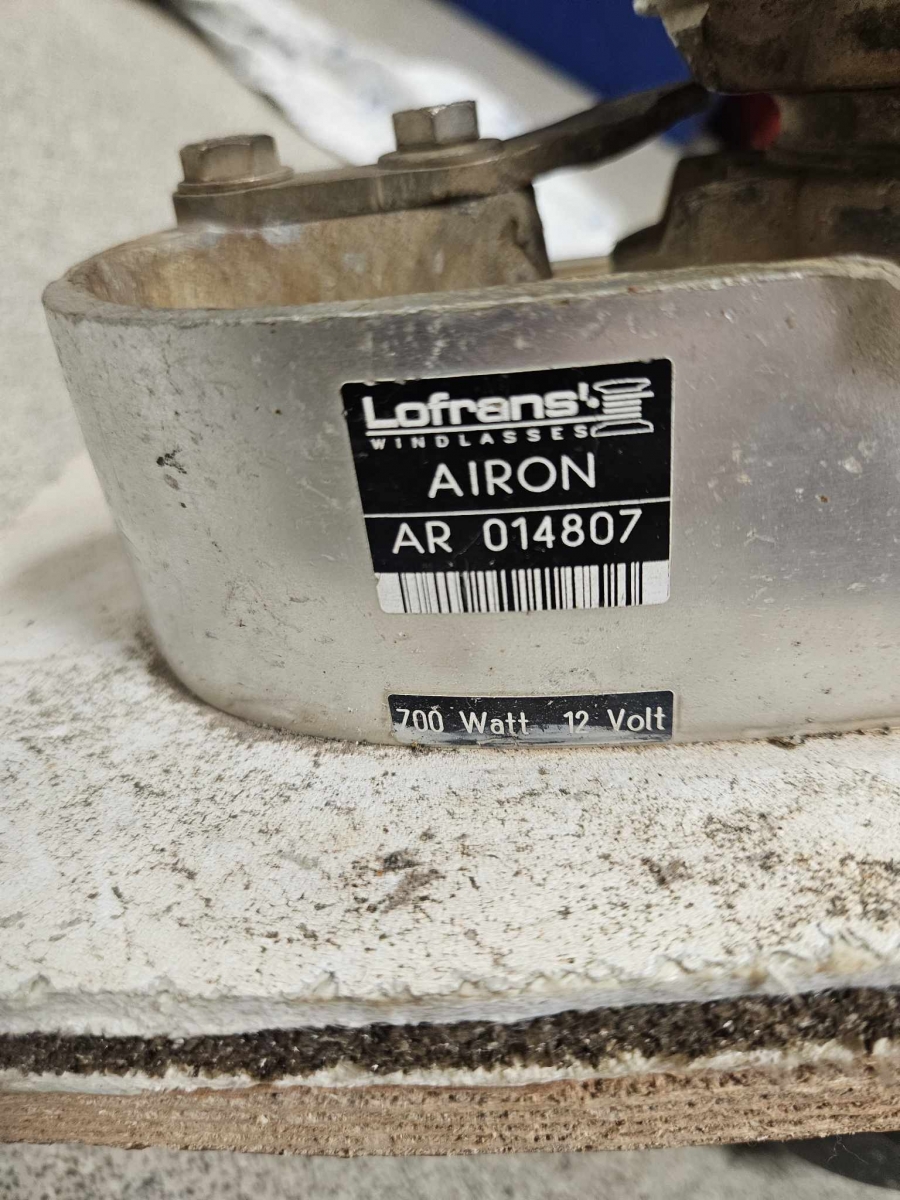 Lofrans'
WINDLASSES
AIRON
AR 014807
700 Watt 12 Volt